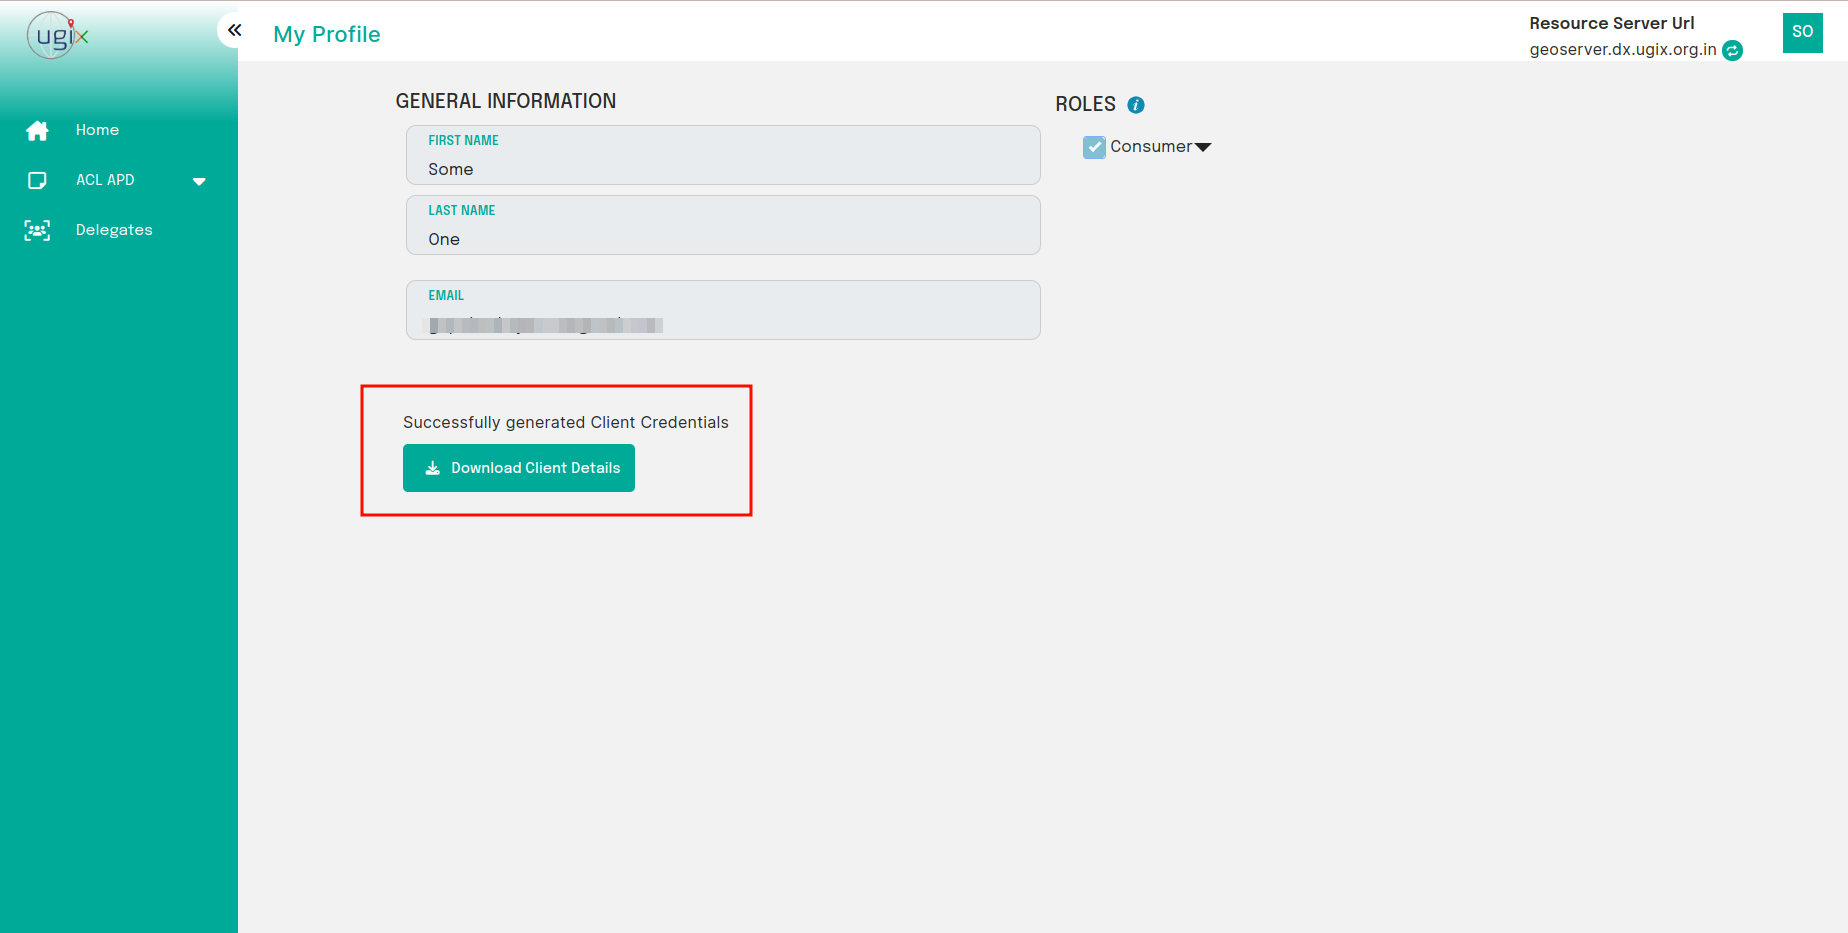 ugix
Home
ACL APD
Delegates
My Profile
Resource Server Url
geoserver.dx.ugix.org.in
SO
GENERAL INFORMATION
FIRST NAME
Some
LAST NAME
One
EMAIL
ROLES i
Consumer
Successfully generated Client Credentials
Download Client Details